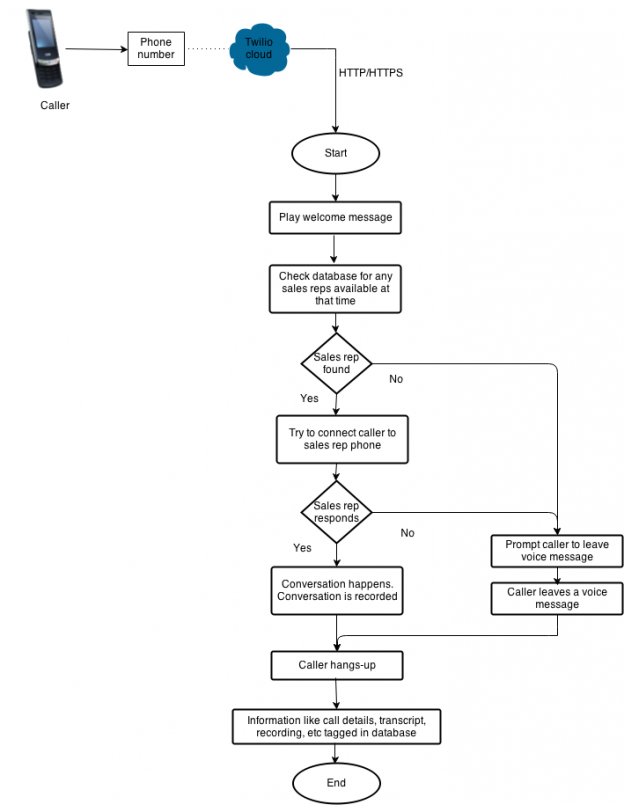 Phone
number
Twilio
cloud
HTTP/HTTPS
Caller
Start
Play welcome message
Check database for any
sales reps available at
that time
Sales rep
found
No
Yes
Try to connect caller to
sales rep phone
Sales rep
responds
No
Yes
Prompt caller to leave
voice message
Conversation happens.
Conversation is recorded
Caller leaves a voice
message
Caller hangs-up
Information like call details, transcript,
recording, etc tagged in database
End